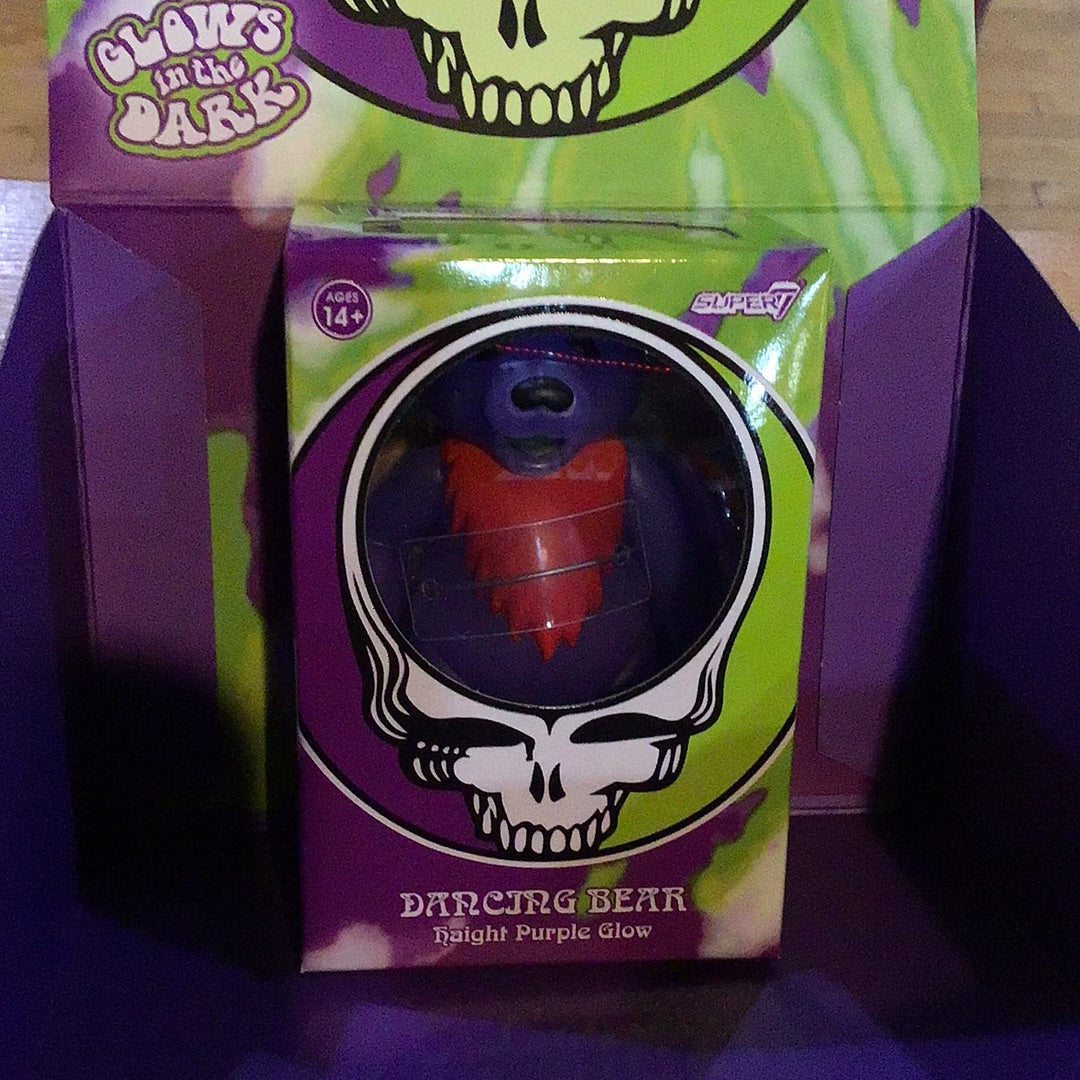 GLOWS
in the
DARK
AGES
14+
SUPER7
DANCING BEAR
Haight Purple Glow